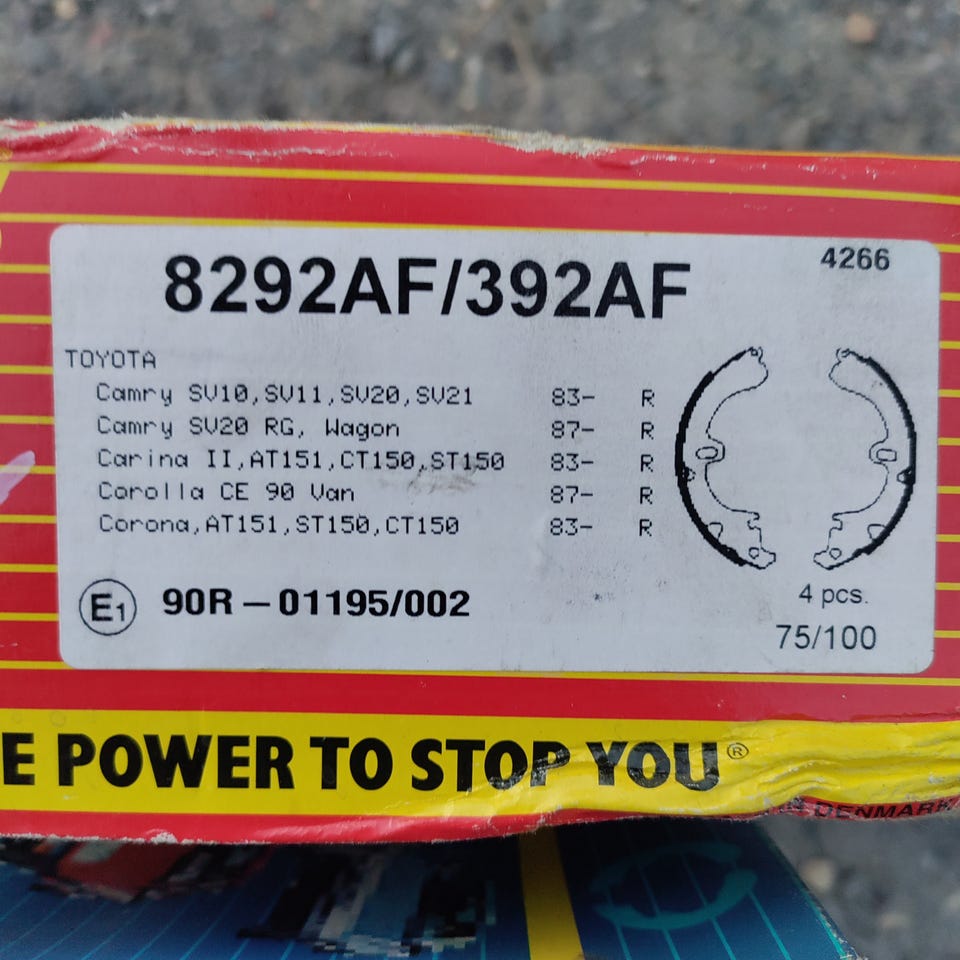 8292AF/392AF
4266
TOYOTA
Camry SV10,SV11,SV20,SV21 83- R
Camry SV20 RG, Wagon 87- R
Carina II,AT151,CT150,ST150 83- R
Corolla CE 90 Van 87- R
Corona,AT151,ST150,CT150 83- R
E1 90R – 01195/002
4 pcs.
75/100
E POWER TO STOP YOU®
DENMARK